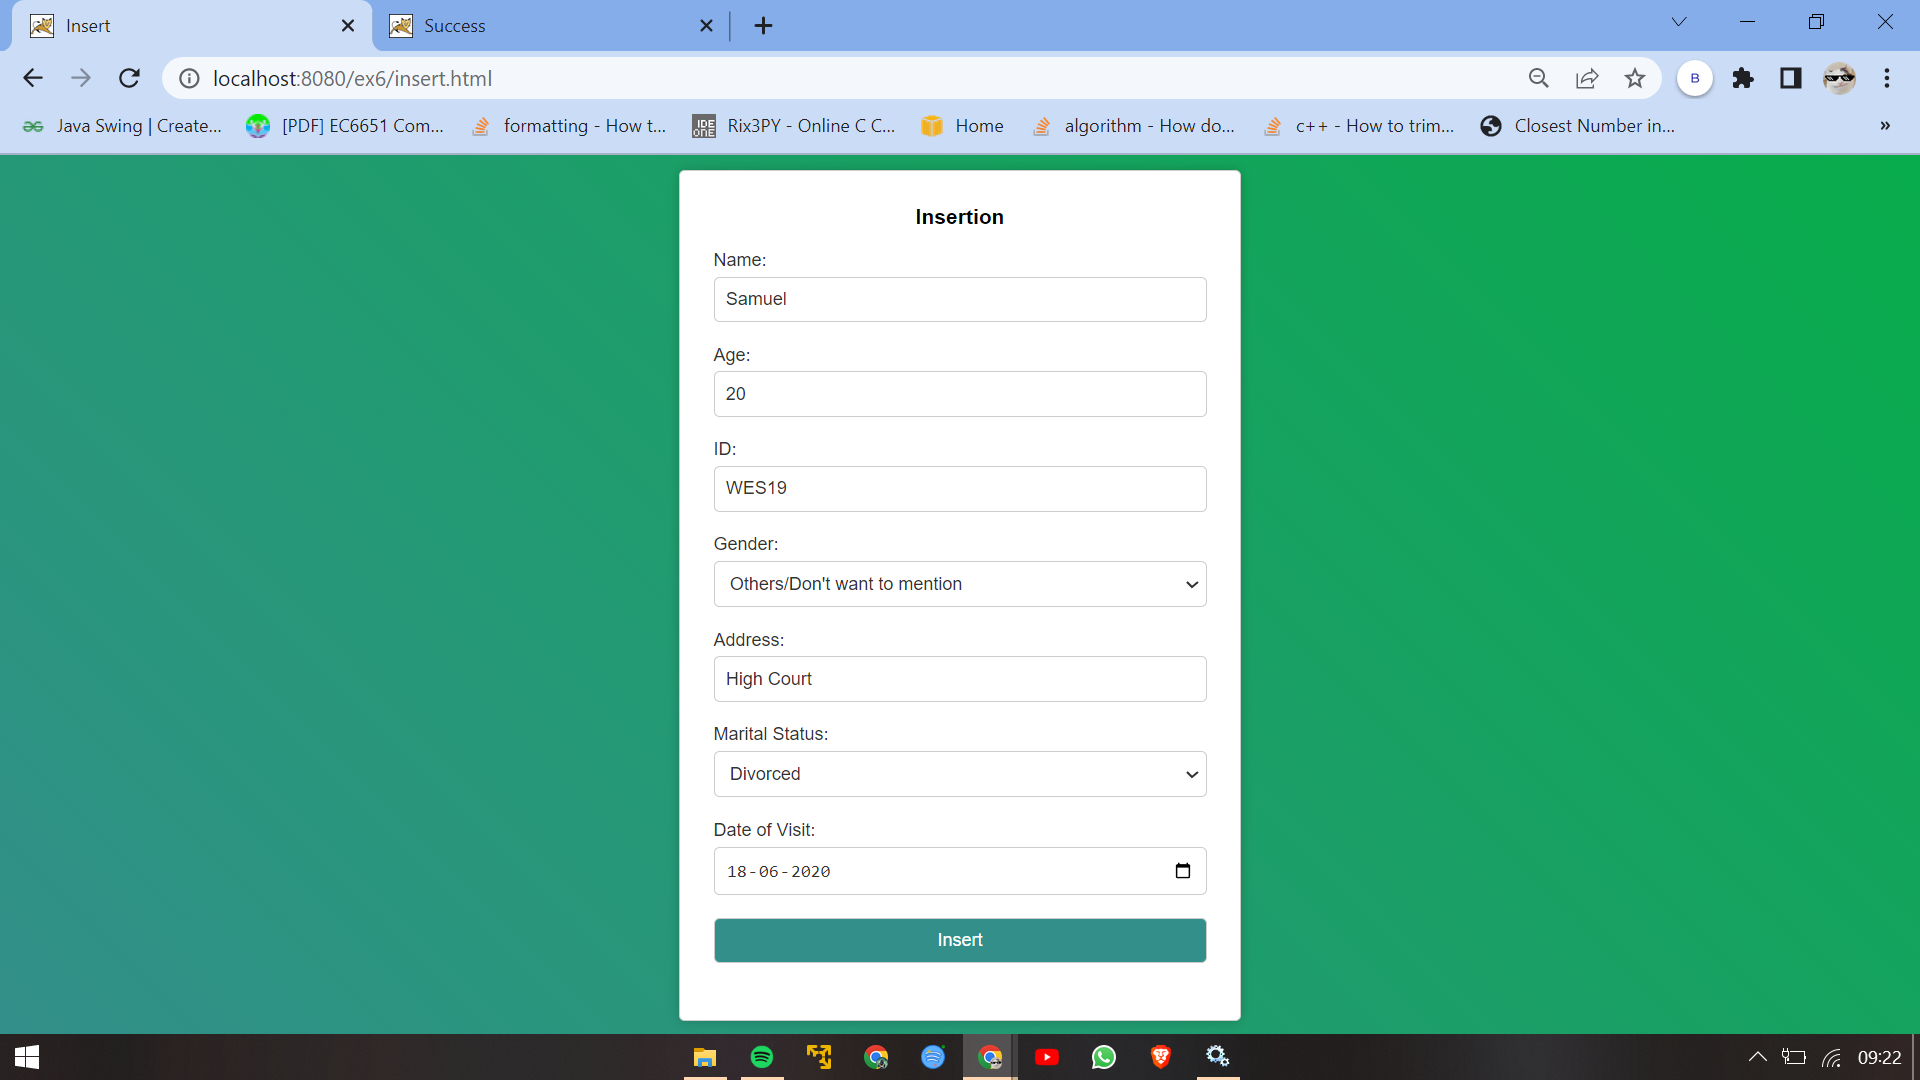 Insert
Success
localhost:8080/ex6/insert.html
B
Java Swing | Create...
[PDF] EC6651 Com...
formatting - How t...
IDE ONE
Rix3PY - Online C C...
Home
algorithm - How do...
c++ - How to trim...
Closest Number in...
»
Insertion
Name:
Samuel
Age:
20
ID:
WES19
Gender:
Others/Don't want to mention
Address:
High Court
Marital Status:
Divorced
Date of Visit:
18-06-2020
Insert
09:22